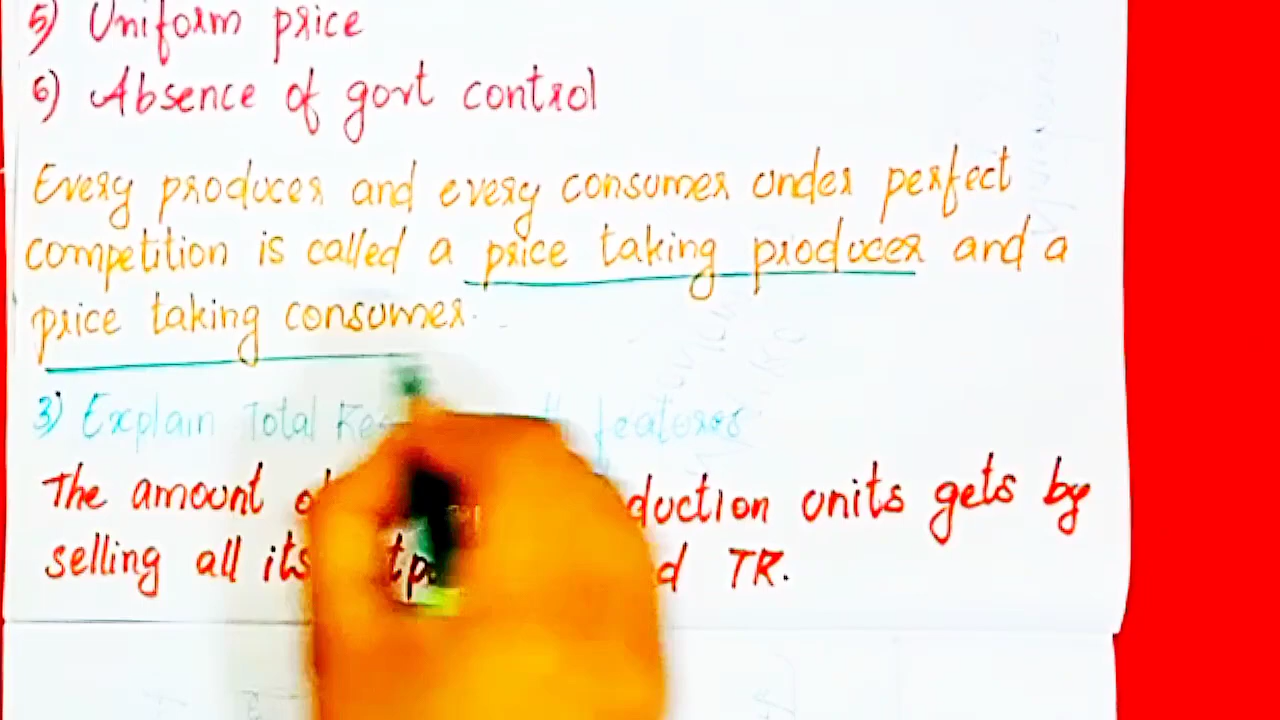 5) Uniform price
6) Absence of govt control
Every producer and every consumer under perfect
competition is called a price taking producer and a
price taking consumer.
3) Explain Total features
The amount units gets by
selling all its TR.